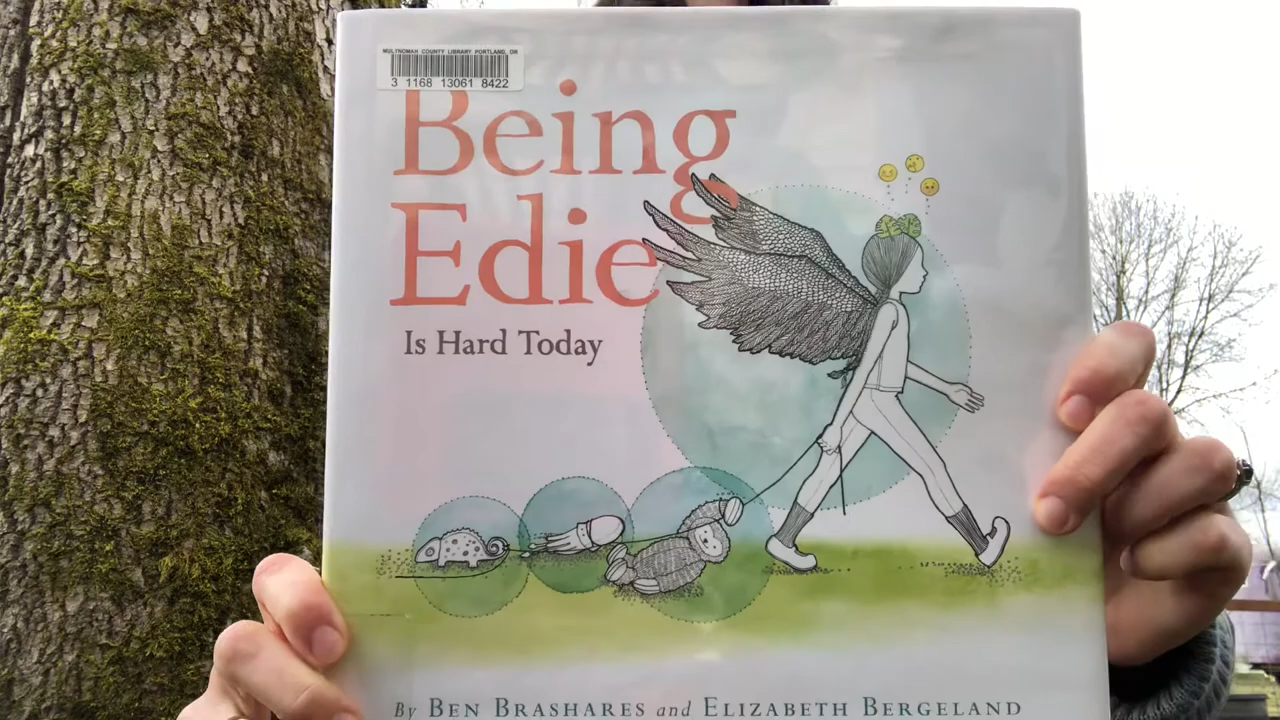 MULTNOMAH COUNTY LIBRARY PORTLAND, OR
3 1168 13061 8422
Being
Edie
Is Hard Today
By BEN BRASHARES and ELIZABETH BERGELAND